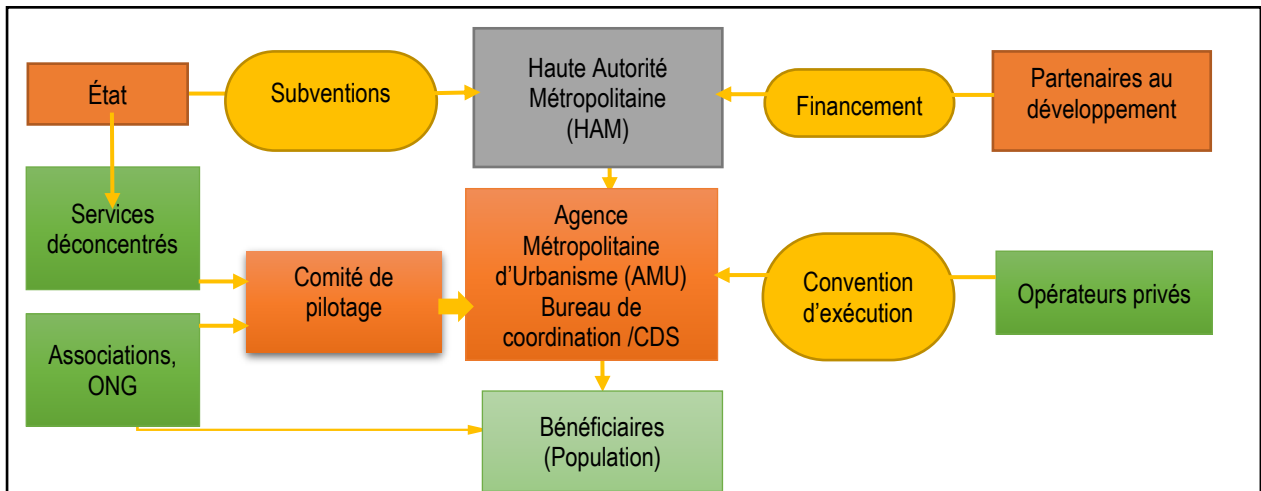 État
Subventions
Haute Autorité
Métropolitaine
(HAM)
Financement
Partenaires au
développement
Services
déconcentrés
Comité de
pilotage
Agence
Métropolitaine
d’Urbanisme (AMU)
Bureau de
coordination /CDS
Convention
d’exécution
Opérateurs privés
Associations,
ONG
Bénéficiaires
(Population)